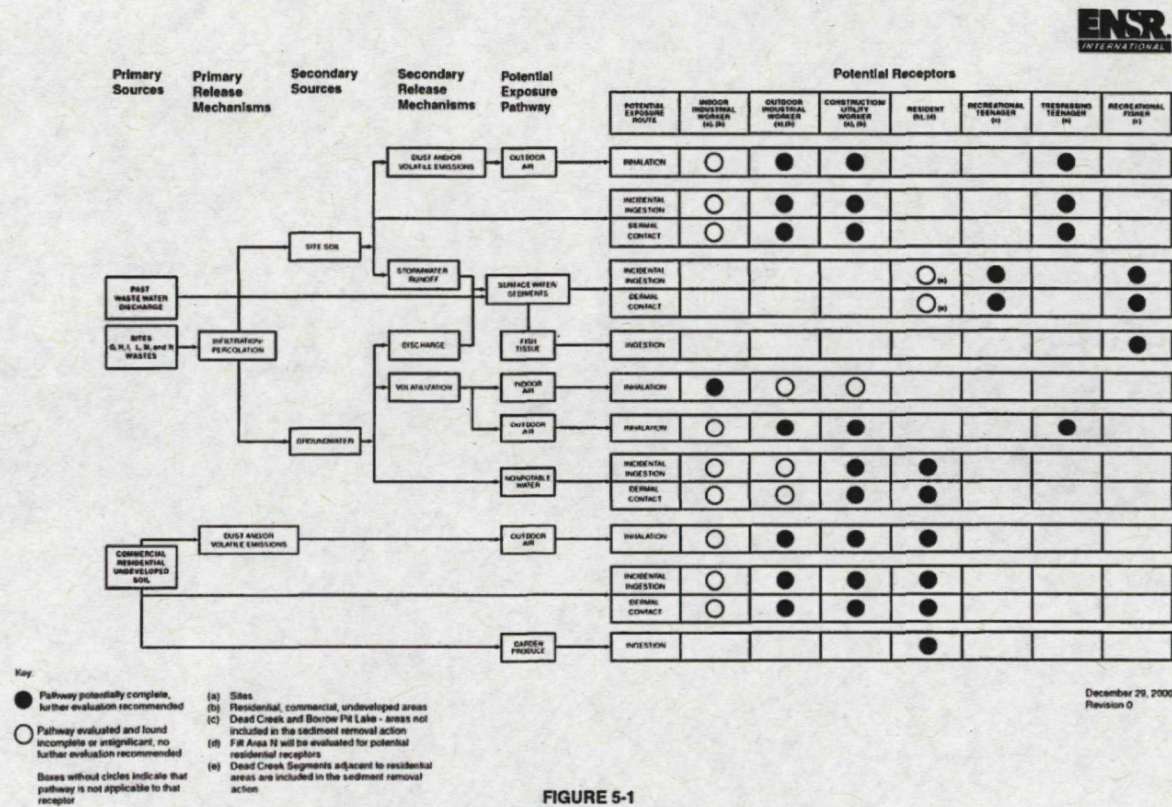 ENSR.
INTERNATIONAL
Primary
Sources
Primary
Release
Mechanisms
Secondary
Sources
Secondary
Release
Mechanisms
Potential
Exposure
Pathway
Potential Receptors
POTENTIAL
EXPOSURE
ROUTE
INDOOR
INDUSTRIAL
WORKER
(a), (b)
OUTDOOR
INDUSTRIAL
WORKER
(a), (b)
CONSTRUCTION/
UTILITY
WORKER
(a), (b)
RESIDENT
(b), (d)
RECREATIONAL
TEENAGER
(c)
TRESPASSING
TEENAGER
(a)
RECREATIONAL
FISHER
(c)
DUST AND/OR
VOLATILE EMISSIONS
OUTDOOR
AIR
INHALATION
INCIDENTAL
INGESTION
DERMAL
CONTACT
SITE SOIL
STORMWATER
RUNOFF
SURFACE WATER/
SEDIMENTS
INCIDENTAL
INGESTION
(e)
DERMAL
CONTACT
(e)
PAST
WASTE WATER
DISCHARGE
SITES
G, H, I, L, M, and N
WASTES
INFILTRATION/
PERCOLATION
DISCHARGE
FISH
TISSUE
INGESTION
VOLATILIZATION
INDOOR
AIR
INHALATION
OUTDOOR
AIR
INHALATION
GROUNDWATER
NONPOTABLE
WATER
INCIDENTAL
INGESTION
DERMAL
CONTACT
COMMERCIAL
RESIDENTIAL
UNDEVELOPED
SOIL
DUST AND/OR
VOLATILE EMISSIONS
OUTDOOR
AIR
INHALATION
INCIDENTAL
INGESTION
DERMAL
CONTACT
GARDEN
PRODUCE
INGESTION
Key:
Pathway potentially complete,
further evaluation recommended
Pathway evaluated and found
incomplete or insignificant, no
further evaluation recommended
Boxes without circles indicate that
pathway is not applicable to that
receptor
(a) Sites
(b) Residential, commercial, undeveloped areas
(c) Dead Creek and Borrow Pit Lake - areas not
included in the sediment removal action
(d) Fill Area N will be evaluated for potential
residential receptors
(e) Dead Creek Segments adjacent to residential
areas are included in the sediment removal
action
December 29, 2000
Revision 0
FIGURE 5-1